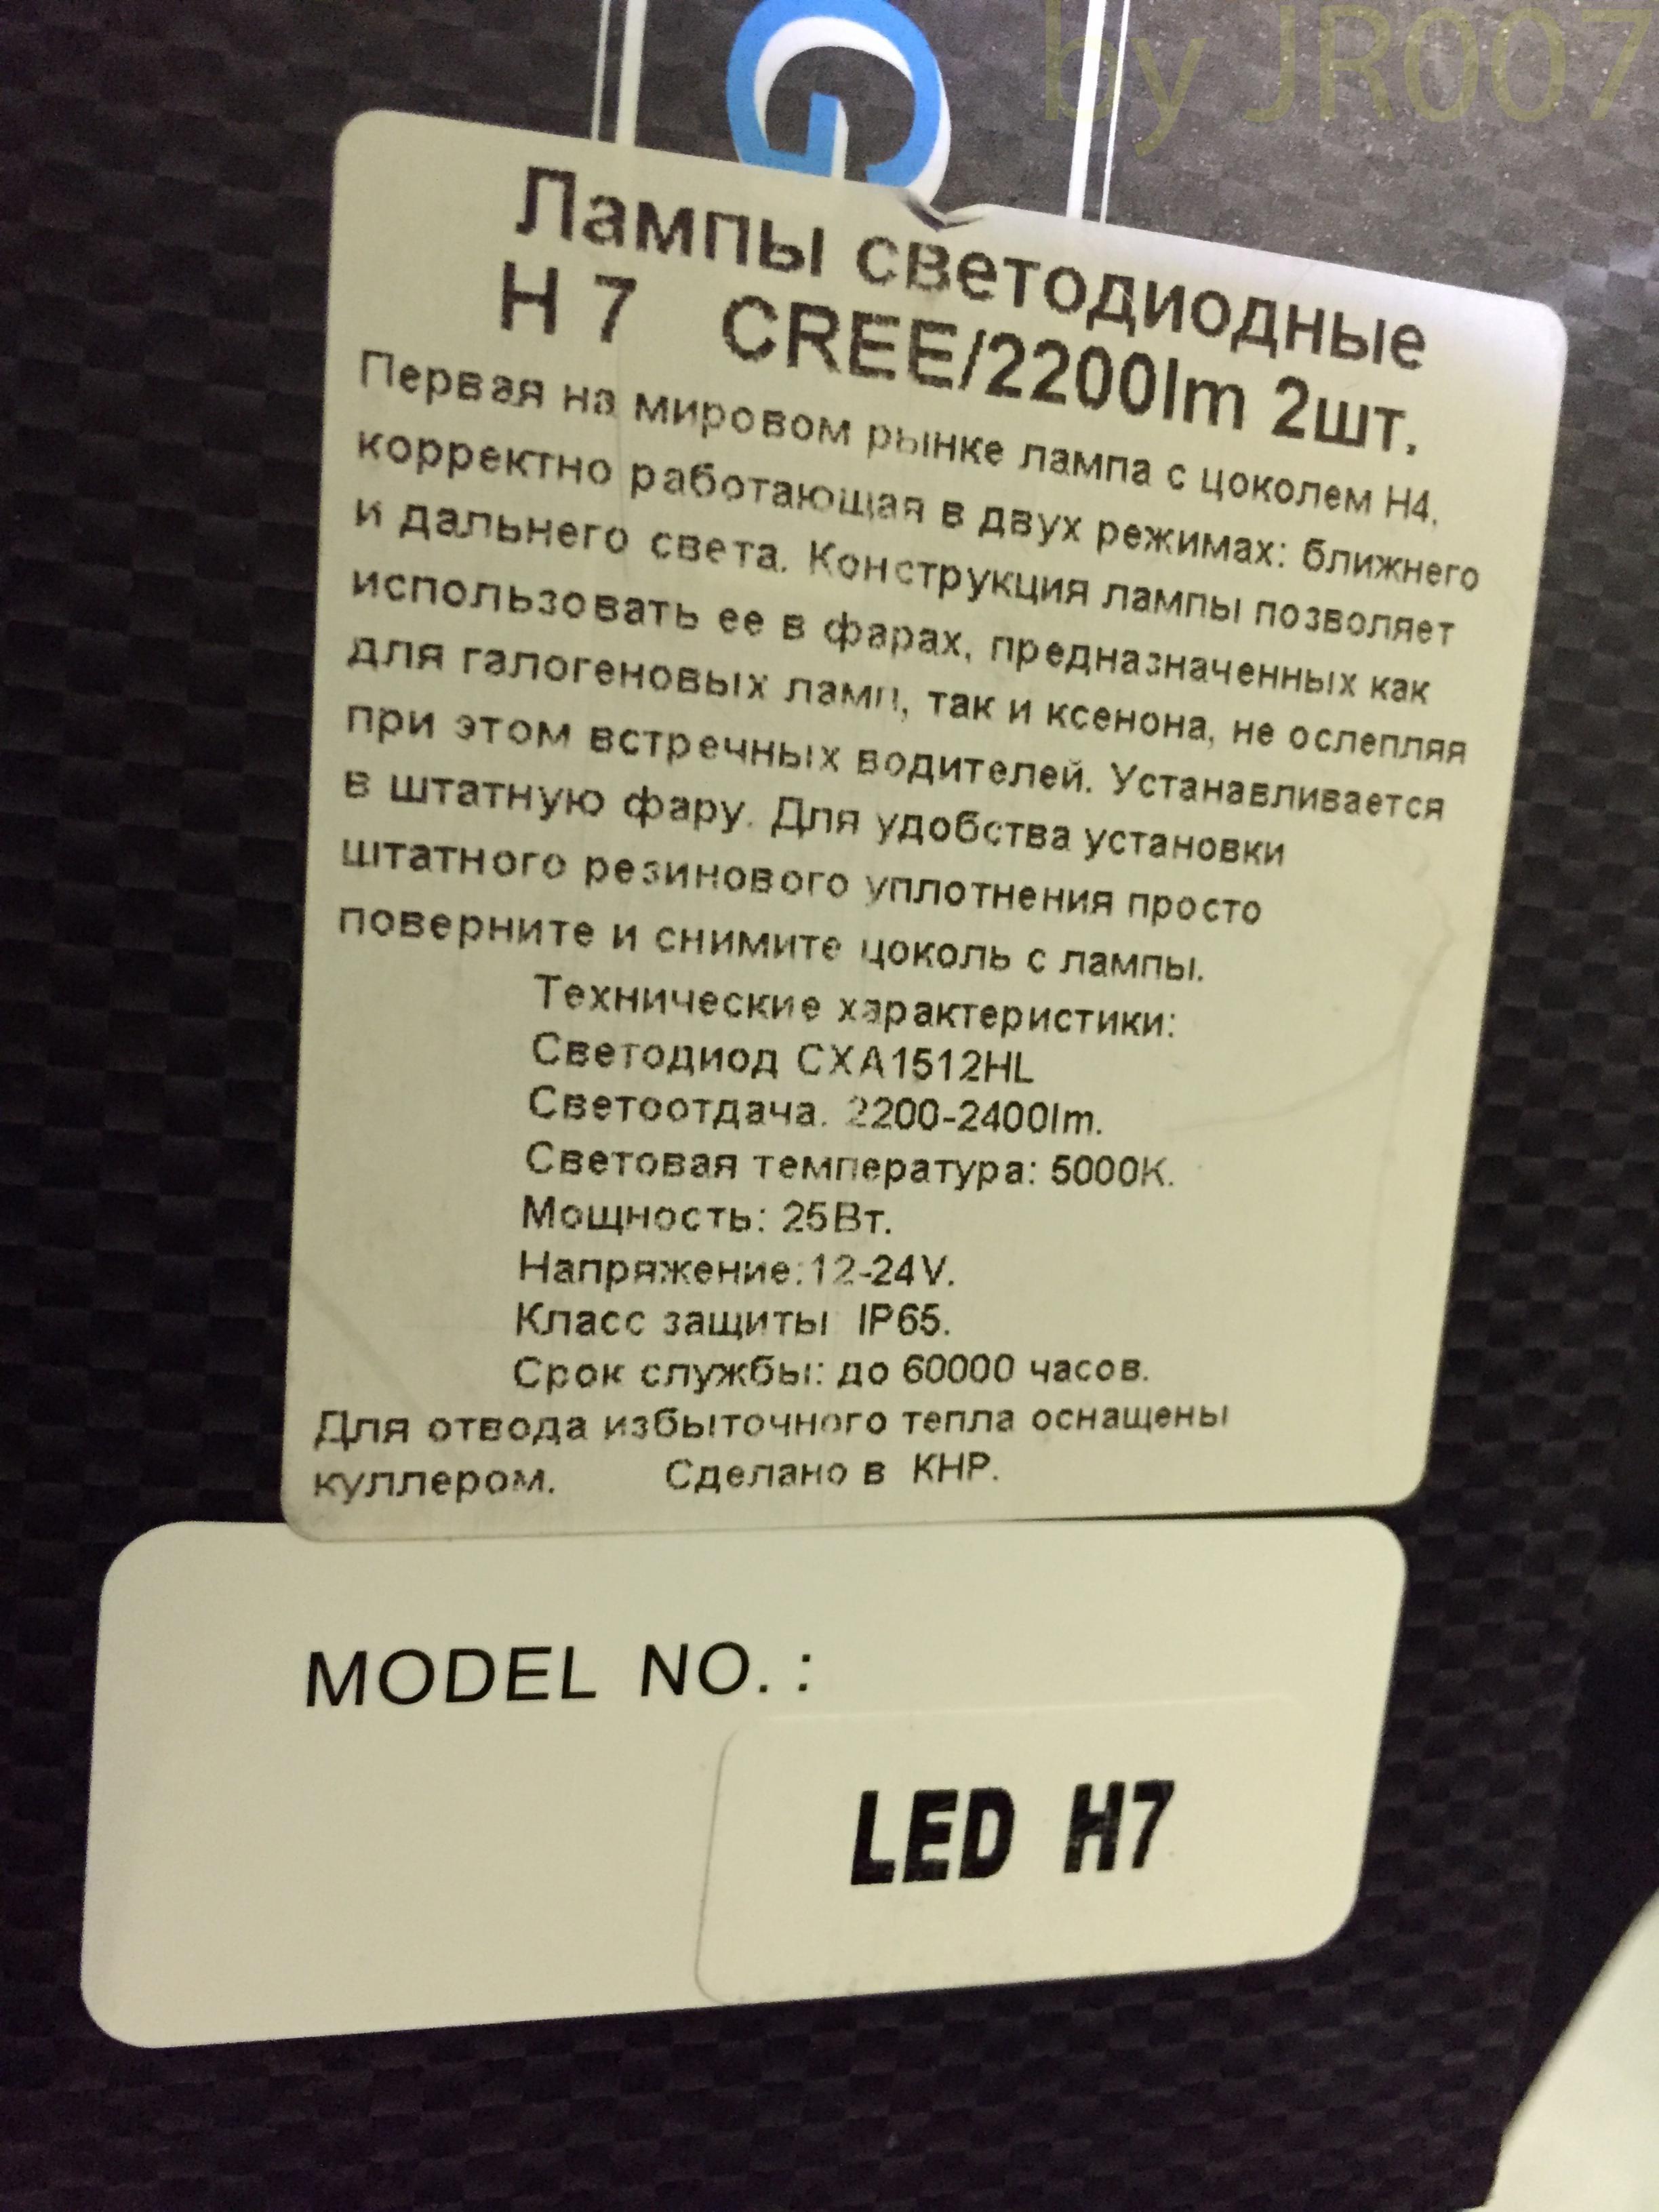 by JR007
Лампы светодиодные
Н 7 CREE/2200lm 2шт.
Первая на мировом рынке лампа с цоколем Н4,
корректно работающая в двух режимах: ближнего
и дальнего света. Конструкция лампы позволяет
использовать ее в фарах, предназначенных как
для галогеновых ламп, так и ксенона, не ослепляя
при этом встречных водителей. Устанавливается
в штатную фару. Для удобства установки
штатного резинового уплотнения просто
поверните и снимите цоколь с лампы.
Технические характеристики:
Светодиод CXA1512HL
Светоотдача. 2200-2400lm.
Световая температура: 5000К.
Мощность: 25Вт.
Напряжение:12-24V.
Класс защиты IP65.
Срок службы: до 60000 часов.
Для отвода избыточного тепла оснащены
куллером. Сделано в КНР.
MODEL NO. :
LED H7